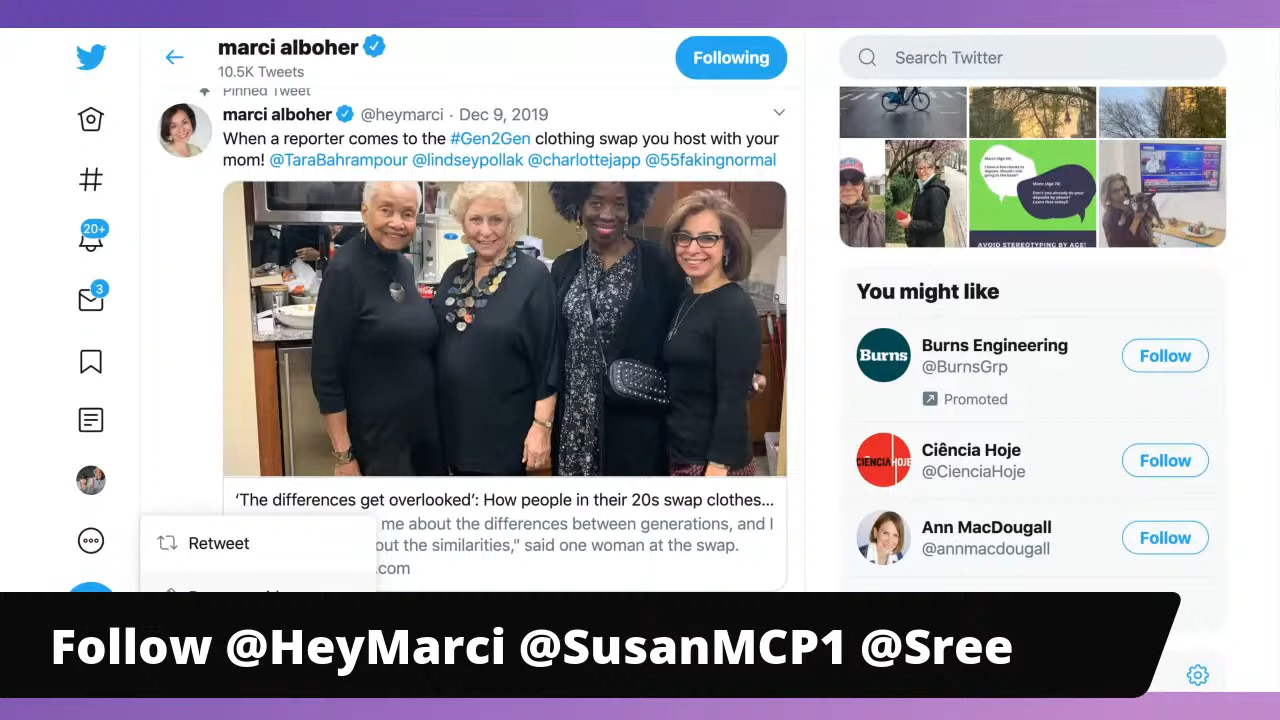 marci alboher
10.5K Tweets
Following
Search Twitter
Pinned Tweet
marci alboher @heymarci · Dec 9, 2019
When a reporter comes to the #Gen2Gen clothing swap you host with your
mom! @TaraBahrampour @lindseypollak @charlottejapp @55fakingnormal
20+
3
AVOID STEREOTYPING BY AGE!
You might like
Burns
Burns Engineering
@BurnsGrp
Follow
Promoted
CIÊNCIA HOJE
Ciência Hoje
@CienciaHoje
Follow
Ann MacDougall
@annmacdougall
Follow
‘The differences get overlooked’: How people in their 20s swap clothes...
me about the differences between generations, and I
out the similarities," said one woman at the swap.
.com
Retweet
Follow @HeyMarci @SusanMCP1 @Sree